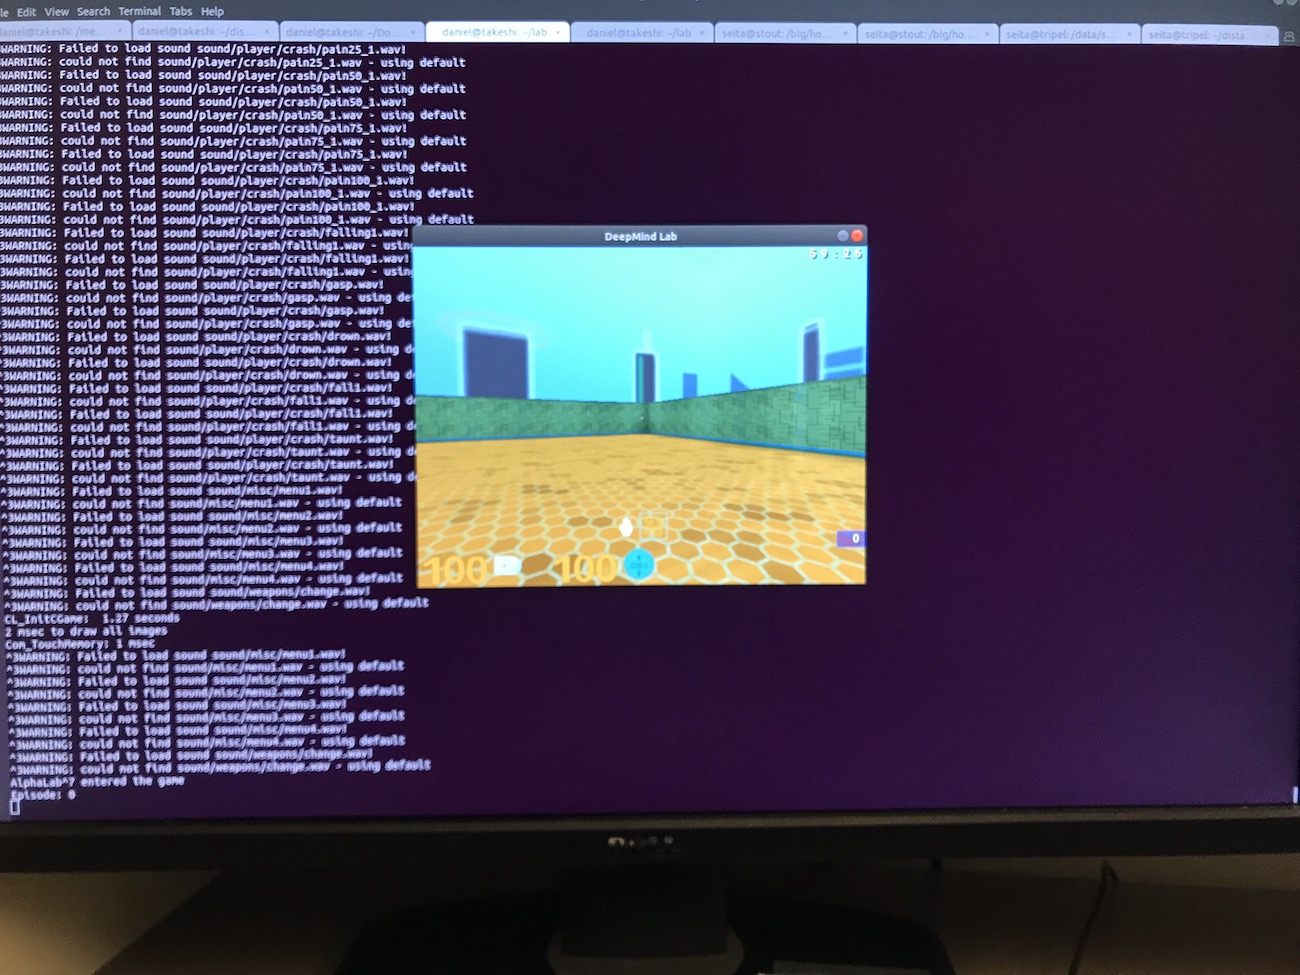 le Edit View Search Terminal Tabs Help
daniel@takeshi: /me... × daniel@takeshi: ~/dis... × daniel@takeshi: ~/Do... × daniel@takeshi: ~/lab × daniel@takeshi: ~/lab × seita@stout: /big/ho... × seita@stout: /big/ho... × seita@tripel: /data/s... × seita@tripel: ~/dista...
3WARNING: Failed to load sound sound/player/crash/pain25_1.wav!
3WARNING: could not find sound/player/crash/pain25_1.wav - using default
3WARNING: Failed to load sound sound/player/crash/pain50_1.wav!
3WARNING: could not find sound/player/crash/pain50_1.wav - using default
3WARNING: Failed to load sound sound/player/crash/pain50_1.wav!
3WARNING: could not find sound/player/crash/pain50_1.wav - using default
3WARNING: Failed to load sound sound/player/crash/pain75_1.wav!
3WARNING: could not find sound/player/crash/pain75_1.wav - using default
3WARNING: Failed to load sound sound/player/crash/pain75_1.wav!
3WARNING: could not find sound/player/crash/pain75_1.wav - using default
3WARNING: Failed to load sound sound/player/crash/pain100_1.wav!
3WARNING: could not find sound/player/crash/pain100_1.wav - using default
3WARNING: Failed to load sound sound/player/crash/pain100_1.wav!
3WARNING: could not find sound/player/crash/pain100_1.wav - using default
3WARNING: Failed to load sound sound/player/crash/falling1.wav!
3WARNING: could not find sound/player/crash/falling1.wav - usin
3WARNING: Failed to load sound sound/player/crash/falling1.wav!
3WARNING: could not find sound/player/crash/falling1.wav - usin
3WARNING: Failed to load sound sound/player/crash/gasp.wav!
3WARNING: could not find sound/player/crash/gasp.wav - using de
3WARNING: Failed to load sound sound/player/crash/gasp.wav!
3WARNING: could not find sound/player/crash/gasp.wav - using de
3WARNING: Failed to load sound sound/player/crash/drown.wav!
3WARNING: could not find sound/player/crash/drown.wav - using d
3WARNING: Failed to load sound sound/player/crash/drown.wav!
3WARNING: could not find sound/player/crash/drown.wav - using d
^3WARNING: Failed to load sound sound/player/crash/fall1.wav!
^3WARNING: could not find sound/player/crash/fall1.wav - using d
^3WARNING: Failed to load sound sound/player/crash/fall1.wav!
^3WARNING: could not find sound/player/crash/fall1.wav - using d
^3WARNING: Failed to load sound sound/player/crash/taunt.wav!
^3WARNING: could not find sound/player/crash/taunt.wav - using d
^3WARNING: Failed to load sound sound/player/crash/taunt.wav!
^3WARNING: could not find sound/player/crash/taunt.wav - using d
^3WARNING: Failed to load sound sound/misc/menu1.wav!
^3WARNING: could not find sound/misc/menu1.wav - using default
^3WARNING: Failed to load sound sound/misc/menu2.wav!
^3WARNING: could not find sound/misc/menu2.wav - using default
^3WARNING: Failed to load sound sound/misc/menu3.wav!
^3WARNING: could not find sound/misc/menu3.wav - using default
^3WARNING: Failed to load sound sound/misc/menu4.wav!
^3WARNING: could not find sound/misc/menu4.wav - using default
^3WARNING: Failed to load sound sound/weapons/change.wav!
^3WARNING: could not find sound/weapons/change.wav - using default
CL_InitCGame: 1.27 seconds
2 msec to draw all images
Com_TouchMemory: 1 msec
^3WARNING: Failed to load sound sound/misc/menu1.wav!
^3WARNING: could not find sound/misc/menu1.wav - using default
^3WARNING: Failed to load sound sound/misc/menu2.wav!
^3WARNING: could not find sound/misc/menu2.wav - using default
^3WARNING: Failed to load sound sound/misc/menu3.wav!
^3WARNING: could not find sound/misc/menu3.wav - using default
^3WARNING: Failed to load sound sound/misc/menu4.wav!
^3WARNING: could not find sound/misc/menu4.wav - using default
^3WARNING: Failed to load sound sound/weapons/change.wav!
^3WARNING: could not find sound/weapons/change.wav - using default
AlphaLab^7 entered the game
Episode: 0
DeepMind Lab
59:26
0
100 100
DELL